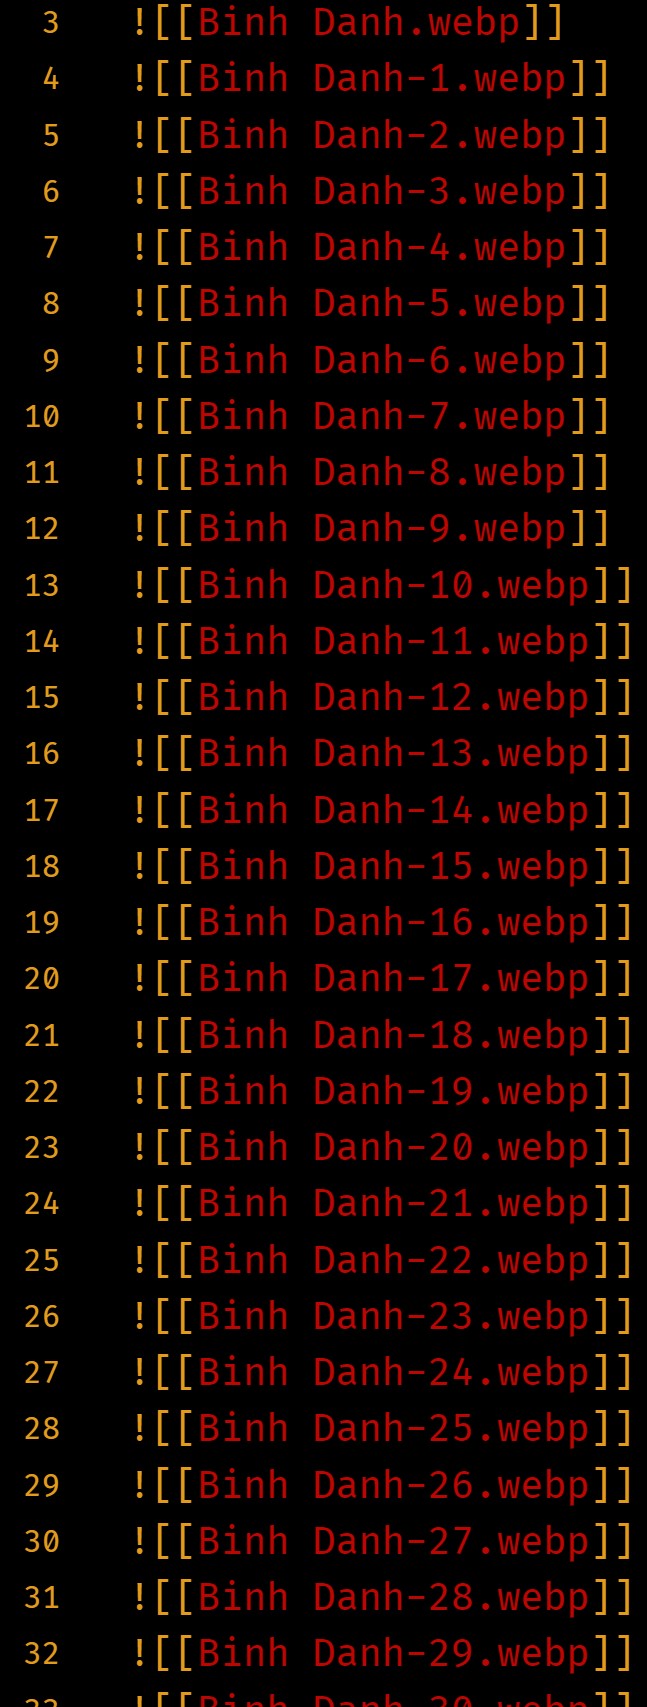 3 ![[Binh Danh.webp]]
4 ![[Binh Danh-1.webp]]
5 ![[Binh Danh-2.webp]]
6 ![[Binh Danh-3.webp]]
7 ![[Binh Danh-4.webp]]
8 ![[Binh Danh-5.webp]]
9 ![[Binh Danh-6.webp]]
10 ![[Binh Danh-7.webp]]
11 ![[Binh Danh-8.webp]]
12 ![[Binh Danh-9.webp]]
13 ![[Binh Danh-10.webp]]
14 ![[Binh Danh-11.webp]]
15 ![[Binh Danh-12.webp]]
16 ![[Binh Danh-13.webp]]
17 ![[Binh Danh-14.webp]]
18 ![[Binh Danh-15.webp]]
19 ![[Binh Danh-16.webp]]
20 ![[Binh Danh-17.webp]]
21 ![[Binh Danh-18.webp]]
22 ![[Binh Danh-19.webp]]
23 ![[Binh Danh-20.webp]]
24 ![[Binh Danh-21.webp]]
25 ![[Binh Danh-22.webp]]
26 ![[Binh Danh-23.webp]]
27 ![[Binh Danh-24.webp]]
28 ![[Binh Danh-25.webp]]
29 ![[Binh Danh-26.webp]]
30 ![[Binh Danh-27.webp]]
31 ![[Binh Danh-28.webp]]
32 ![[Binh Danh-29.webp]]
33 ![[Binh Danh-30.webp]]